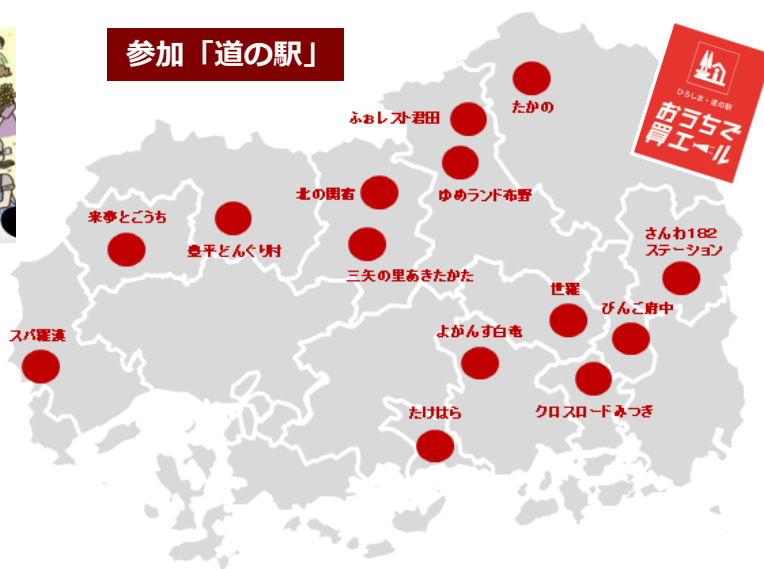 参加「道の駅」
ひろしま・道の駅
おうちで
買エール
たかの
ふぉレスト君田
ゆめランド布野
北の関宿
来夢とごうち
豊平どんぐり村
三矢の里あきたかた
さんわ182
ステーション
世羅
びんご府中
よがんす白竜
スパ羅漢
クロスロードみつぎ
たけはら